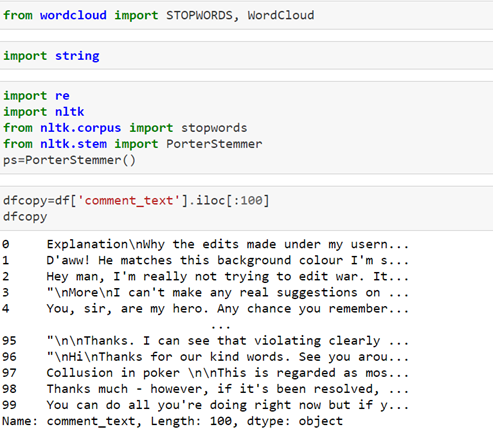 from wordcloud import STOPWORDS, WordCloud
import string
import re
import nltk
from nltk.corpus import stopwords
from nltk.stem import PorterStemmer
ps=PorterStemmer()
dfcopy=df['comment_text'].iloc[:100]
dfcopy
0 Explanation\nWhy the edits made under my usern...
1 D'aww! He matches this background colour I'm s...
2 Hey man, I'm really not trying to edit war. It...
3 "\nMore\nI can't make any real suggestions on ...
4 You, sir, are my hero. Any chance you remember...
...
95 "\n\nThanks. I can see that violating clearly ...
96 "\nHi\nThanks for our kind words. See you arou...
97 Collusion in poker \n\nThis is regarded as mos...
98 Thanks much - however, if it's been resolved, ...
99 You can do all you're doing right now but if y...
Name: comment_text, Length: 100, dtype: object